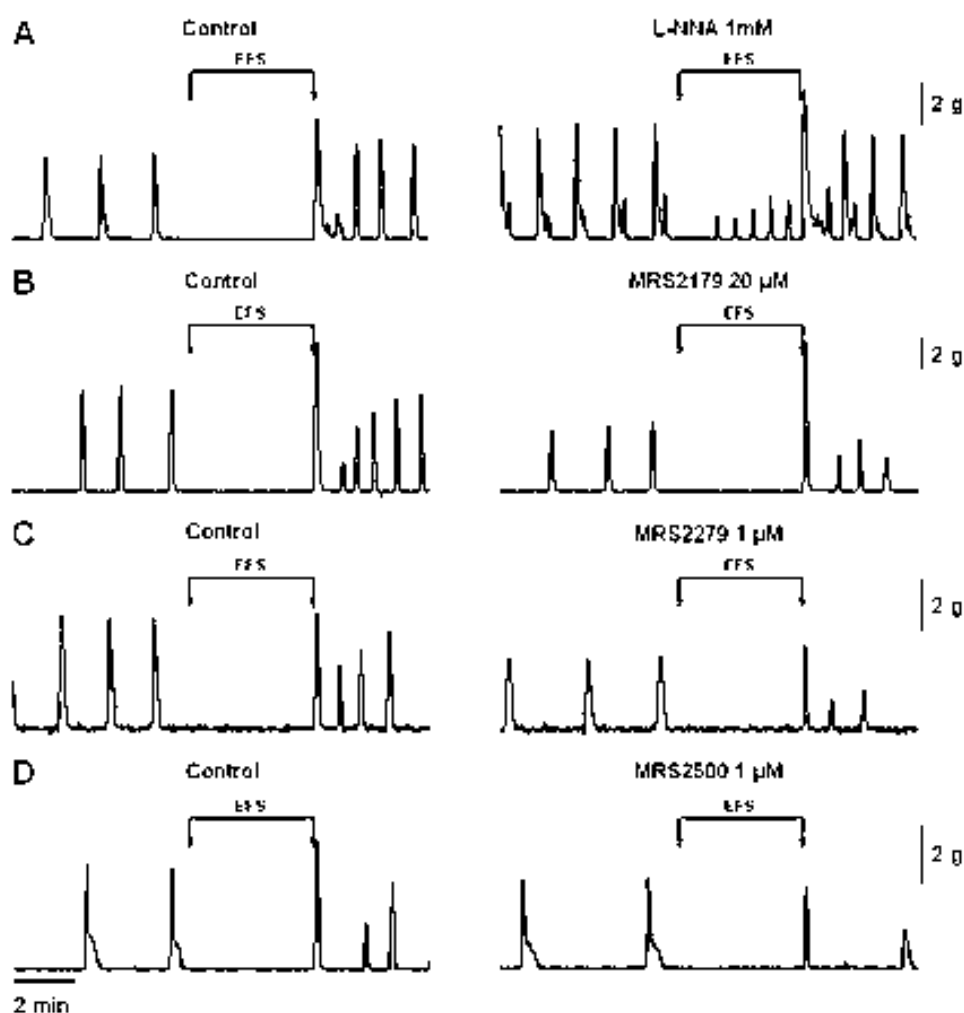 A
Control
L-NNA 1mM
EFS
EFS
2 g
B
Control
MRS2179 20 µM
EFS
EFS
2 g
C
Control
MRS2279 1 µM
EFS
EFS
2 g
D
Control
MRS2500 1 µM
EFS
EFS
2 g
2 min